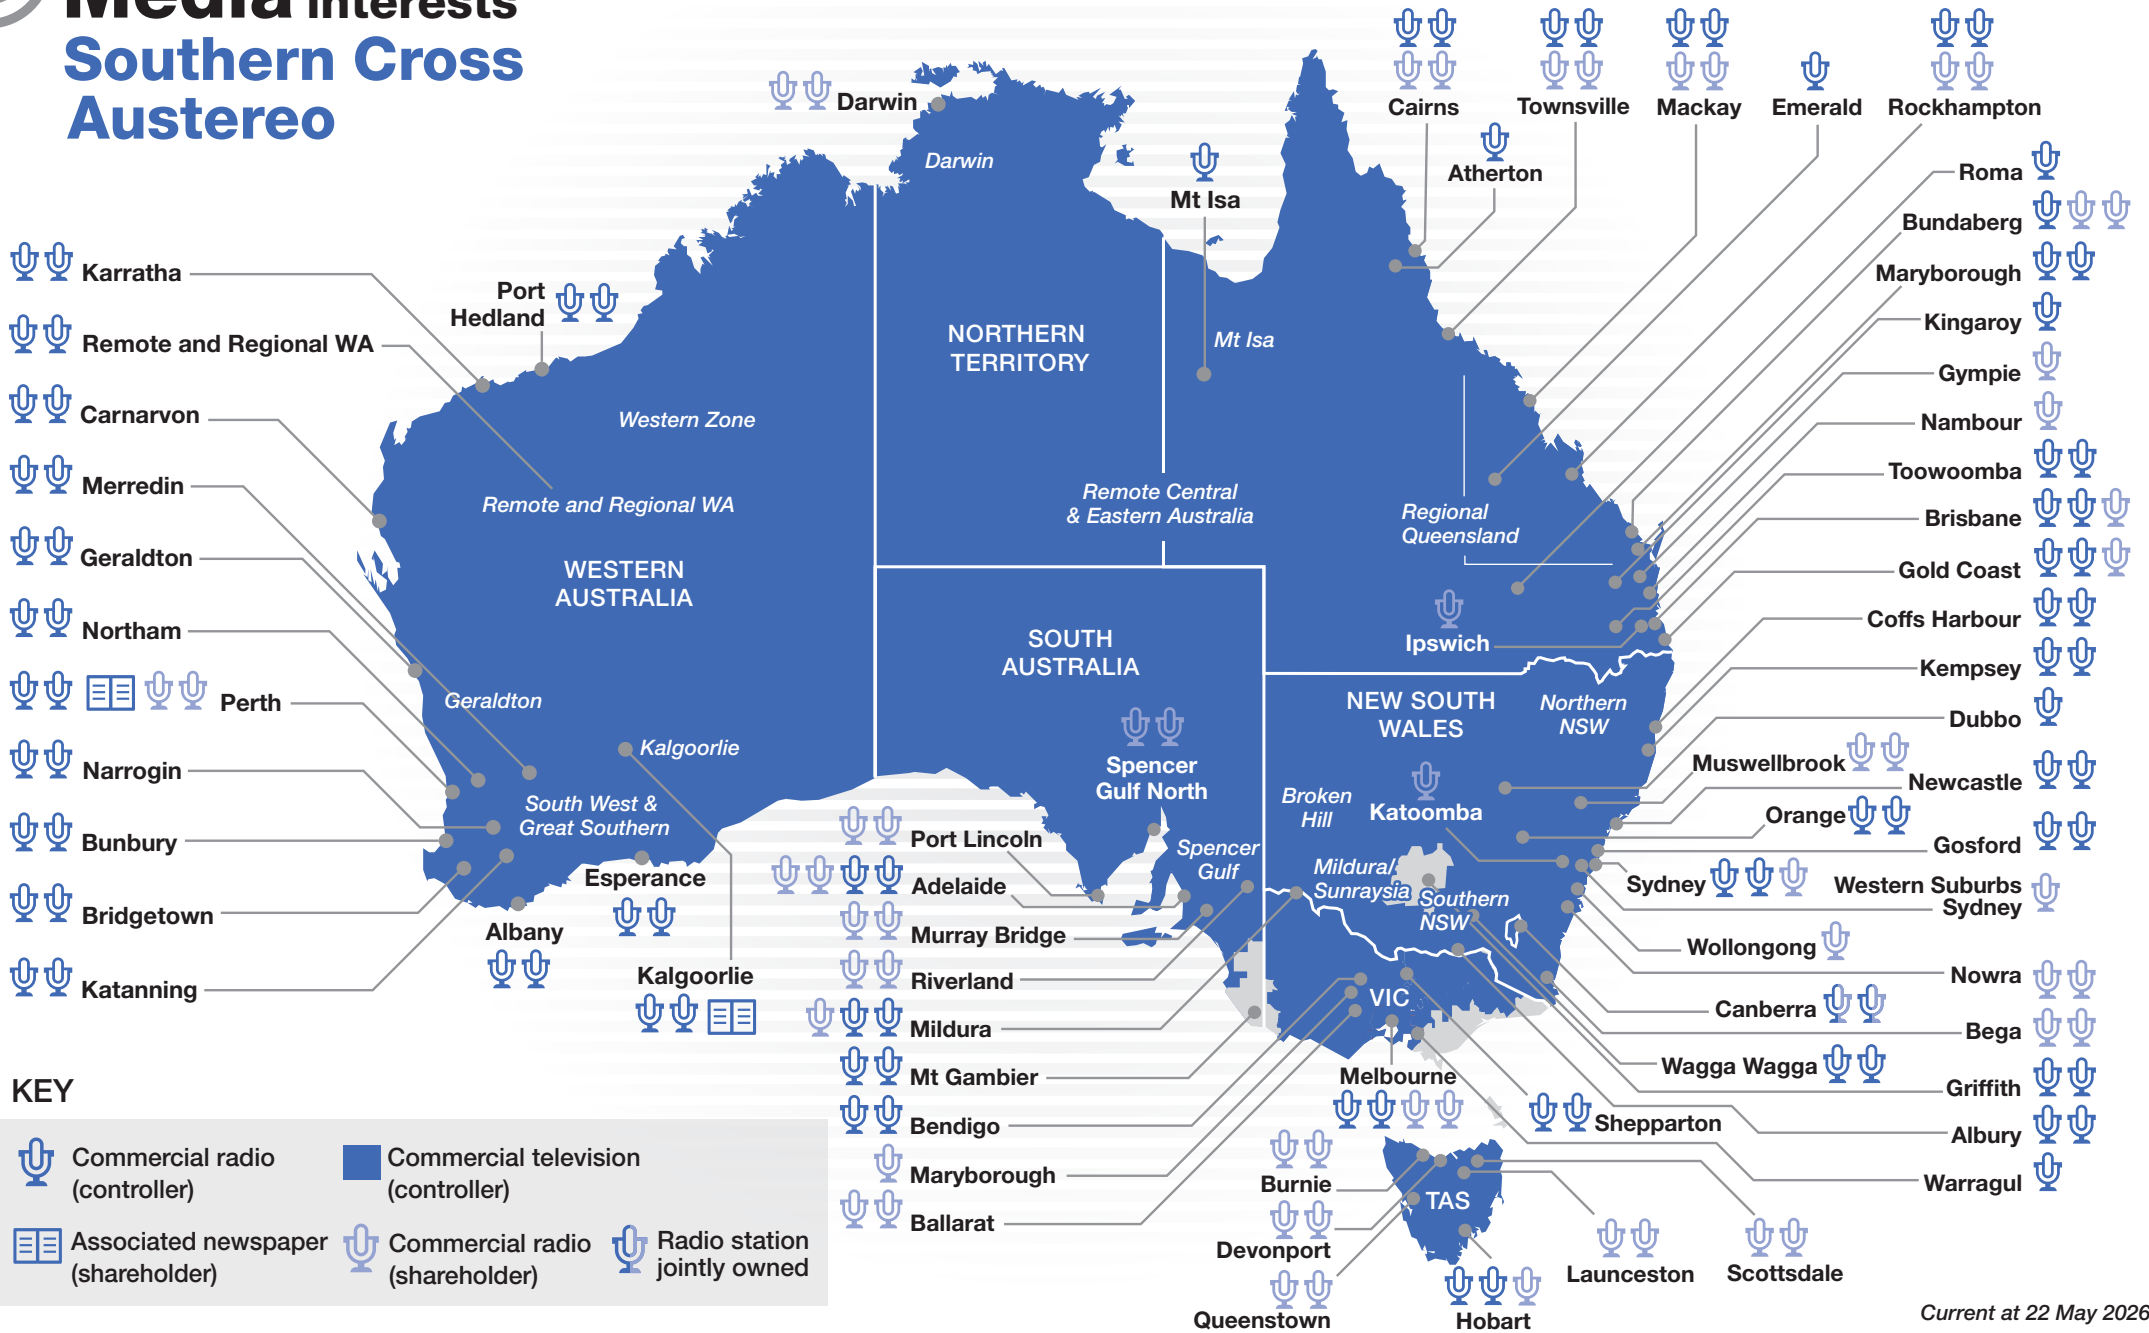 Media interests
Southern Cross
Austereo
Cairns
Townsville
Mackay
Emerald
Rockhampton
Darwin
Darwin
Atherton
Mt Isa
Mt Isa
Roma
Bundaberg
Maryborough
Kingaroy
Gympie
Nambour
Toowoomba
Brisbane
Gold Coast
Coffs Harbour
Kempsey
Dubbo
Muswellbrook
Newcastle
Orange
Gosford
Sydney
Western Suburbs
Sydney
Wollongong
Nowra
Canberra
Bega
Wagga Wagga
Griffith
Albury
Shepparton
Warragul
Karratha
Port
Hedland
Remote and Regional WA
Carnarvon
Merredin
Geraldton
Northam
Perth
Narrogin
Bunbury
Bridgetown
Katanning
Albany
Esperance
Kalgoorlie
Western Zone
Remote and Regional WA
WESTERN
AUSTRALIA
Geraldton
Kalgoorlie
South West &
Great Southern
NORTHERN
TERRITORY
Remote Central
& Eastern Australia
Regional
Queensland
Ipswich
SOUTH
AUSTRALIA
Spencer
Gulf North
Spencer
Gulf
NEW SOUTH
WALES
Northern
NSW
Broken
Hill
Katoomba
Mildura/
Sunraysia
Southern
NSW
VIC
TAS
Port Lincoln
Adelaide
Murray Bridge
Riverland
Mildura
Mt Gambier
Bendigo
Maryborough
Ballarat
Melbourne
Burnie
Devonport
Queenstown
Hobart
Launceston
Scottsdale
KEY
Commercial radio
(controller)
Commercial television
(controller)
Associated newspaper
(shareholder)
Commercial radio
(shareholder)
Radio station
jointly owned
Current at 22 May 2026